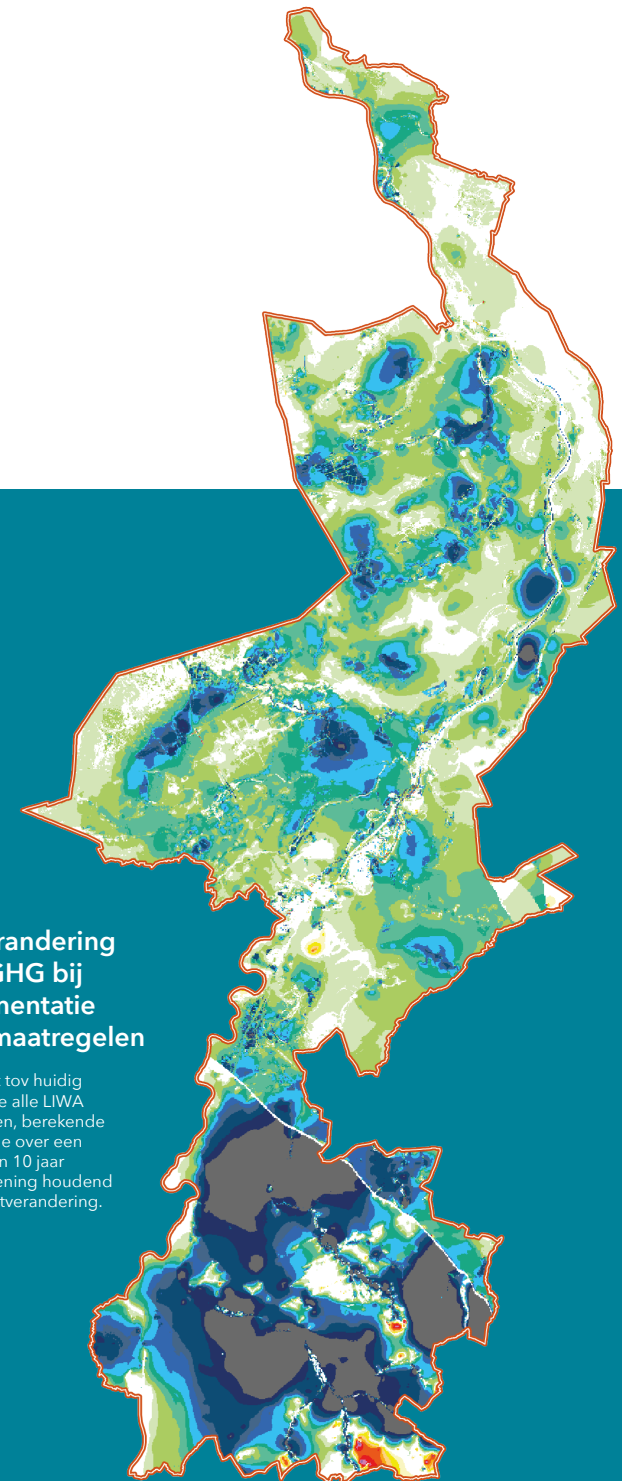 randering
GHG bij
mentatie
maatregelen
tov huidig
e alle LIWA
en, berekende
e over een
n 10 jaar
ening houdend
tverandering.